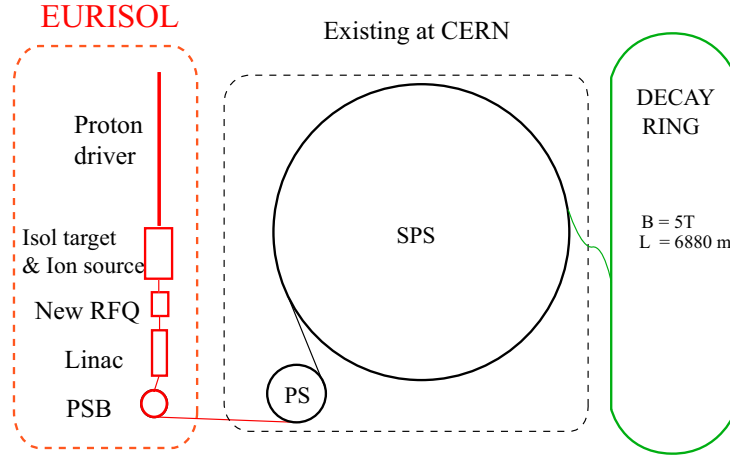 EURISOL
Existing at CERN
Proton
driver
Isol target
& Ion source
New RFQ
Linac
PSB
SPS
PS
DECAY
RING
B = 5T
L = 6880 m